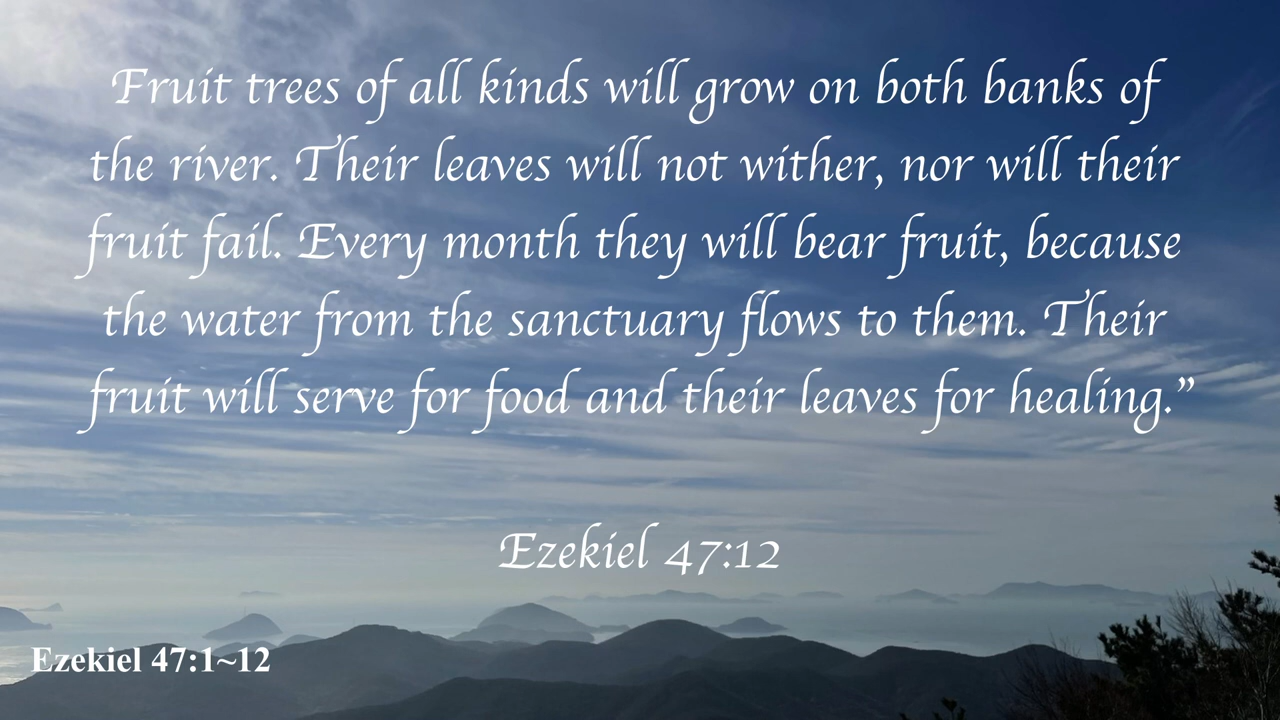 Fruit trees of all kinds will grow on both banks of
the river. Their leaves will not wither, nor will their
fruit fail. Every month they will bear fruit, because
the water from the sanctuary flows to them. Their
fruit will serve for food and their leaves for healing.”
Ezekiel 47:12
Ezekiel 47:1~12